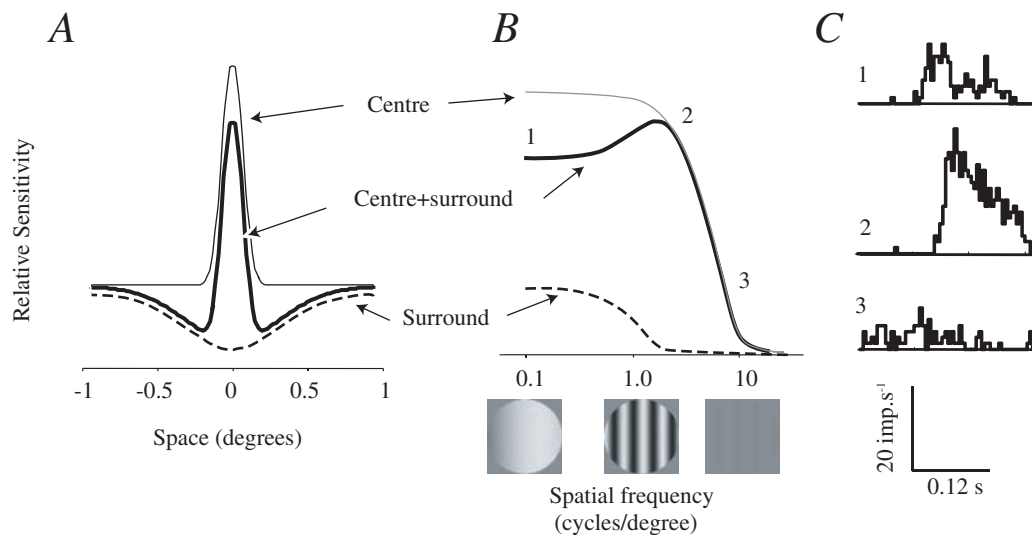 A
B
C
Relative Sensitivity
Centre
Centre+surround
Surround
-1 -0.5 0 0.5 1
Space (degrees)
1
2
3
0.1 1.0 10
Spatial frequency
(cycles/degree)
1
2
3
20 imp.s⁻¹
0.12 s